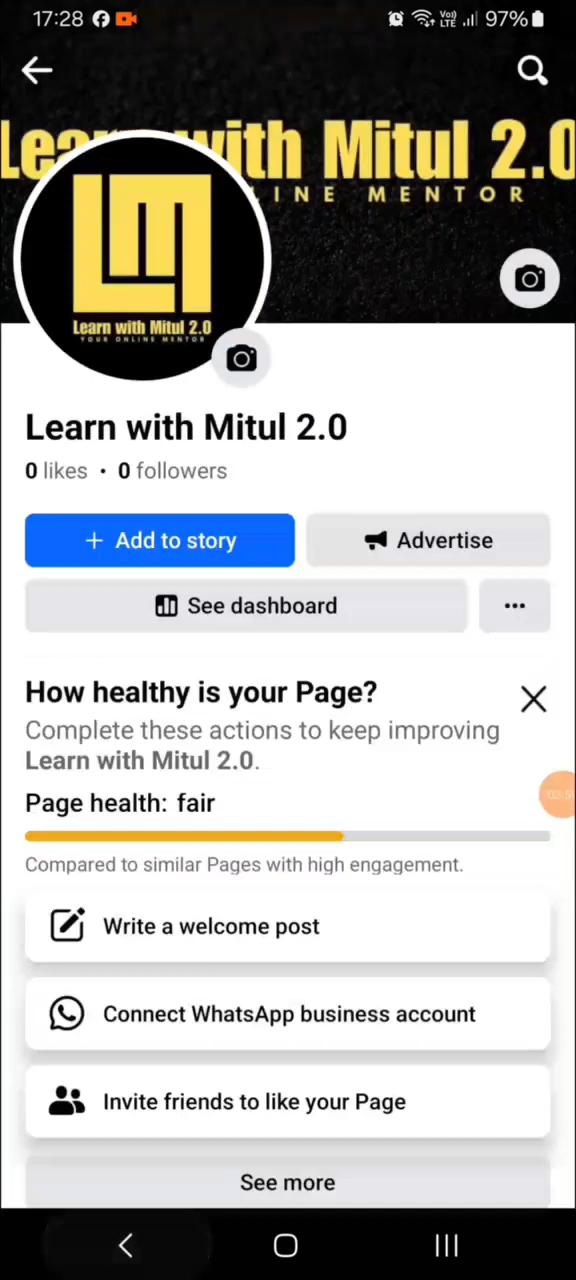 17:28 97%
Vo)) LTE
Learn with Mitul 2.0
INE MENTOR
Learn with Mitul 2.0
YOUR ONLINE MENTOR
Learn with Mitul 2.0
0 likes • 0 followers
+ Add to story
Advertise
See dashboard
...
How healthy is your Page?
Complete these actions to keep improving
Learn with Mitul 2.0.
Page health: fair
Compared to similar Pages with high engagement.
Write a welcome post
Connect WhatsApp business account
Invite friends to like your Page
See more